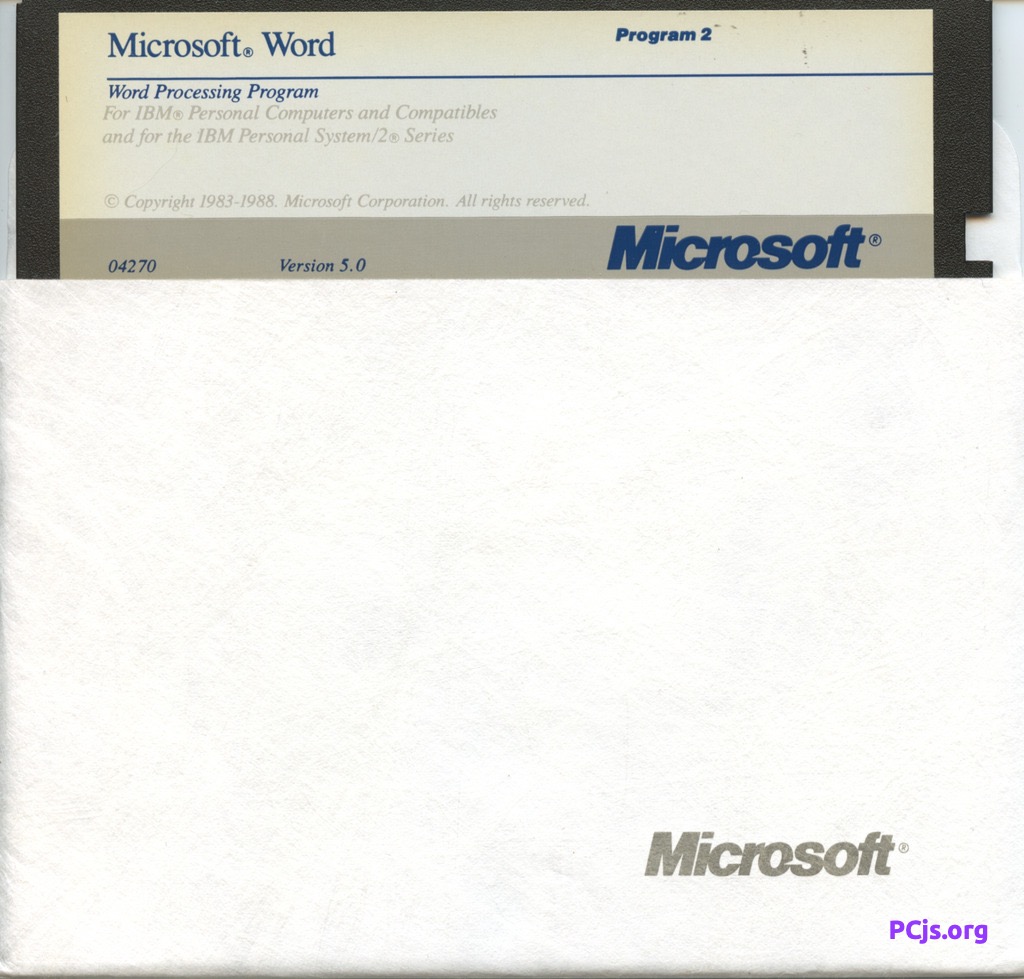 Microsoft® Word
Program 2
Word Processing Program
For IBM® Personal Computers and Compatibles
and for the IBM Personal System/2® Series
© Copyright 1983-1988. Microsoft Corporation. All rights reserved.
04270
Version 5.0
Microsoft®
Microsoft®
PCjs.org